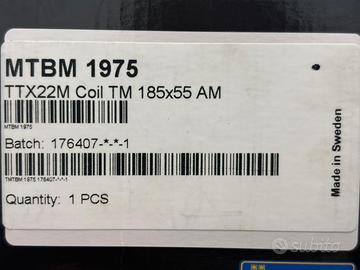 MTBM 1975
TTX22M Coil TM 185x55 AM
MTBM 1975
Batch: 176407-*-*-1
TMTBM 1975 176407-*-*-1
Quantity: 1 PCS
Made in Sweden
subito